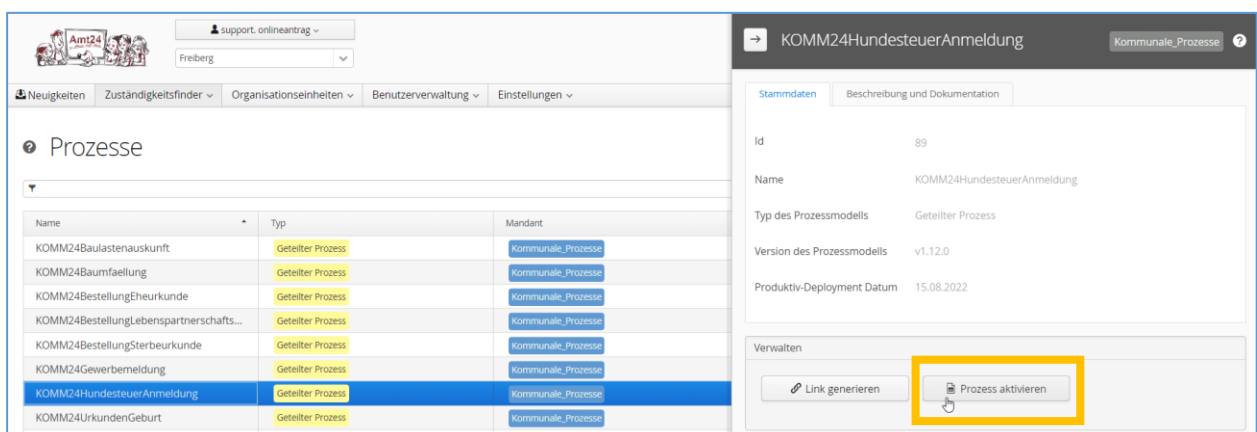 Amt24
support. onlineantrag
Freiberg
Neuigkeiten Zuständigkeitsfinder Organisationseinheiten Benutzerverwaltung Einstellungen
Prozesse
Name Typ Mandant
KOMM24Baulastenauskunft Geteilter Prozess Kommunale_Prozesse
KOMM24Baumfaellung Geteilter Prozess Kommunale_Prozesse
KOMM24BestellungEheurkunde Geteilter Prozess Kommunale_Prozesse
KOMM24BestellungLebenspartnerschafts... Geteilter Prozess Kommunale_Prozesse
KOMM24BestellungSterbeurkunde Geteilter Prozess Kommunale_Prozesse
KOMM24Gewerbemeldung Geteilter Prozess Kommunale_Prozesse
KOMM24HundesteuerAnmeldung Geteilter Prozess Kommunale_Prozesse
KOMM24UrkundenGeburt Geteilter Prozess Kommunale_Prozesse
KOMM24HundesteuerAnmeldung Kommunale_Prozesse
Stammdaten Beschreibung und Dokumentation
Id 89
Name KOMM24HundesteuerAnmeldung
Typ des Prozessmodells Geteilter Prozess
Version des Prozessmodells v1.12.0
Produktiv-Deployment Datum 15.08.2022
Verwalten
Link generieren Prozess aktivieren